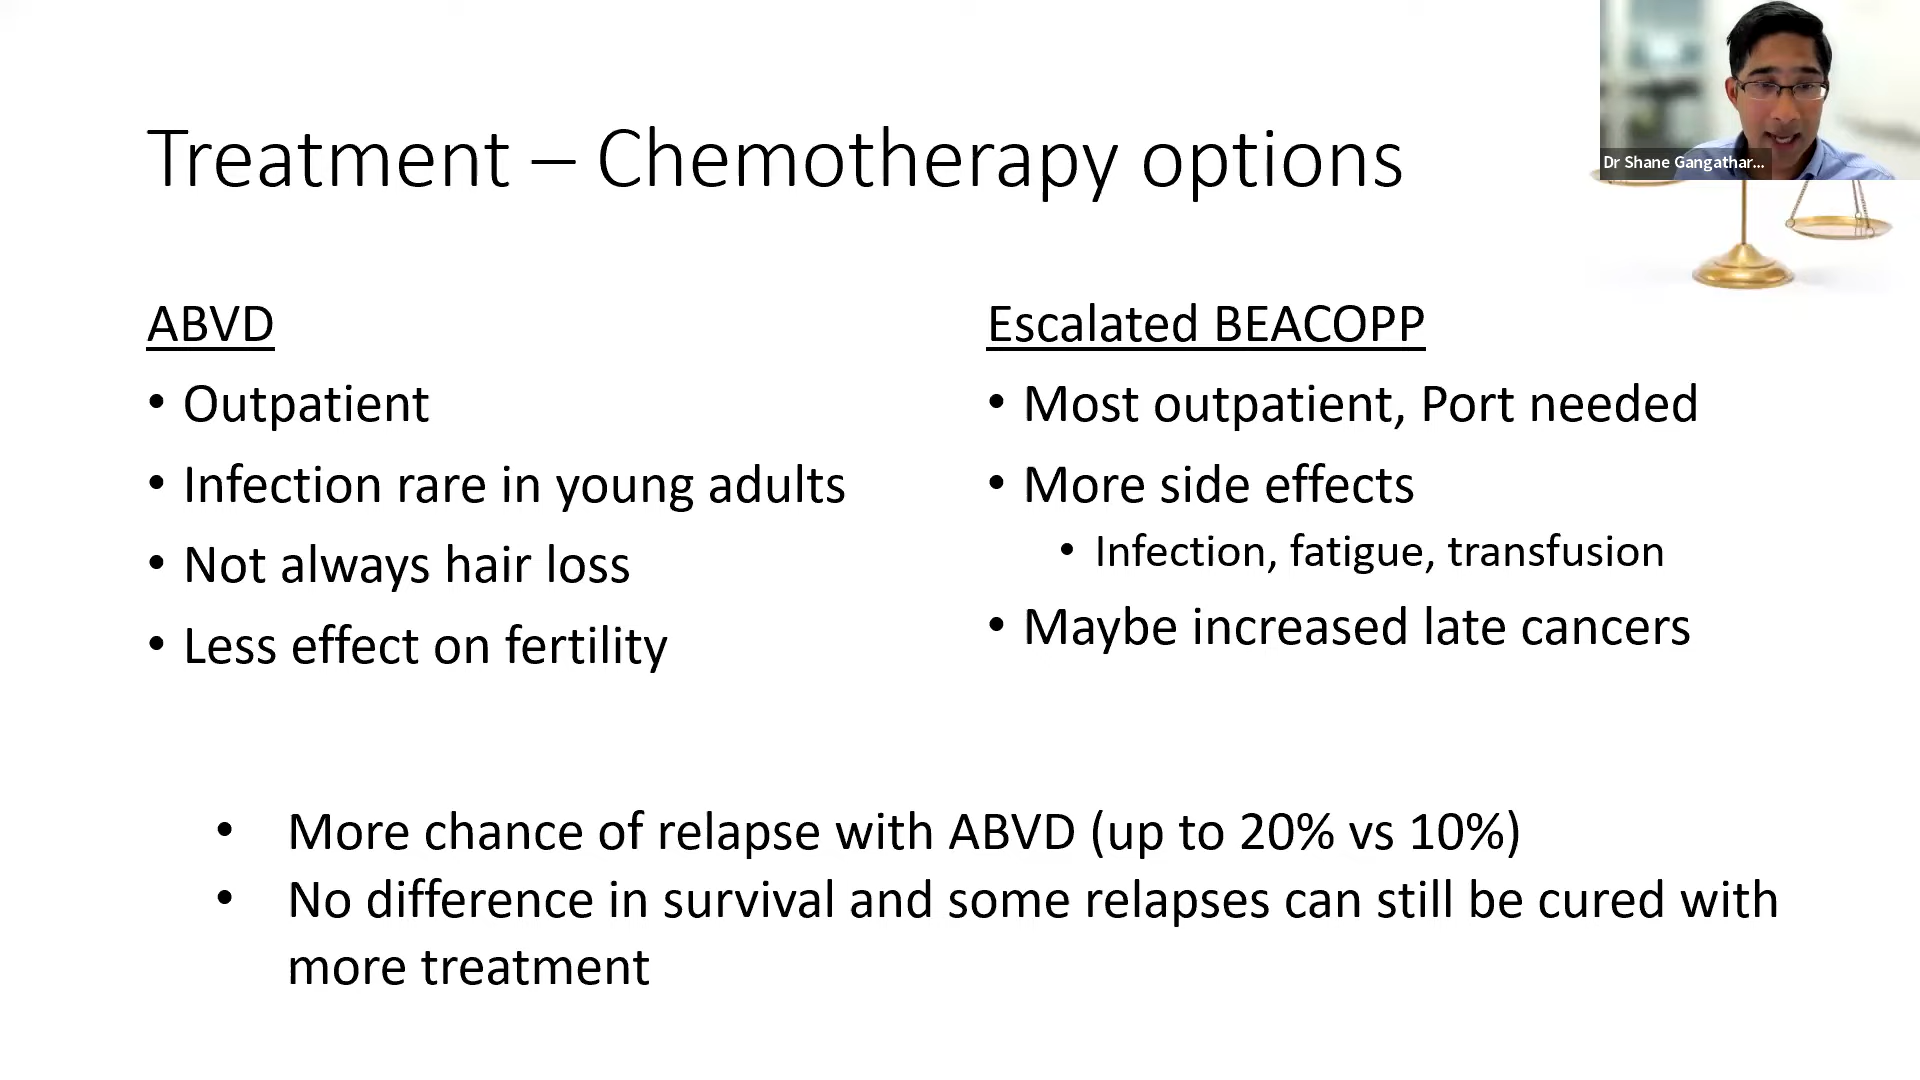 Treatment – Chemotherapy options
Dr Shane Gangathar...
ABVD
• Outpatient
• Infection rare in young adults
• Not always hair loss
• Less effect on fertility
Escalated BEACOPP
• Most outpatient, Port needed
• More side effects
• Infection, fatigue, transfusion
• Maybe increased late cancers
• More chance of relapse with ABVD (up to 20% vs 10%)
• No difference in survival and some relapses can still be cured with
more treatment